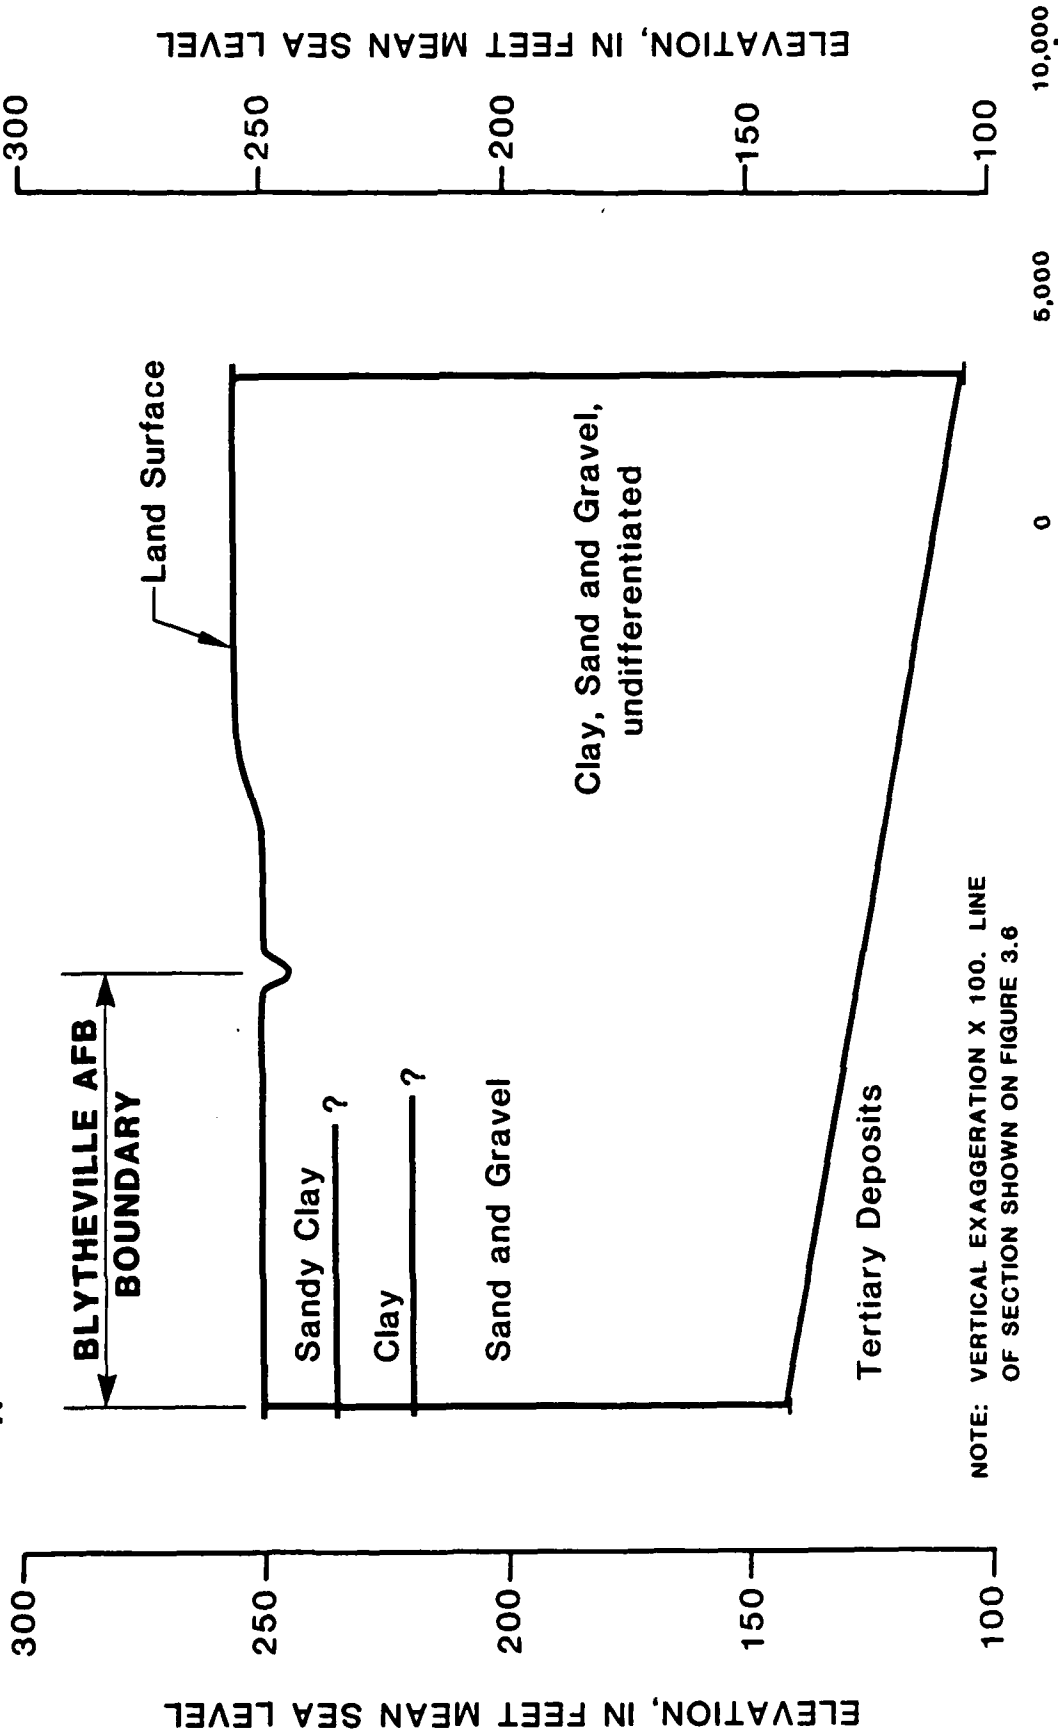 ELEVATION, IN FEET MEAN SEA LEVEL
300
250
200
150
100
BLYTHEVILLE AFB
BOUNDARY
Land Surface
Sandy Clay
?
Clay
?
Sand and Gravel
Clay, Sand and Gravel,
undifferentiated
Tertiary Deposits
NOTE: VERTICAL EXAGGERATION X 100. LINE
OF SECTION SHOWN ON FIGURE 3.6
300
250
200
150
100
ELEVATION, IN FEET MEAN SEA LEVEL
0 5,000 10,000